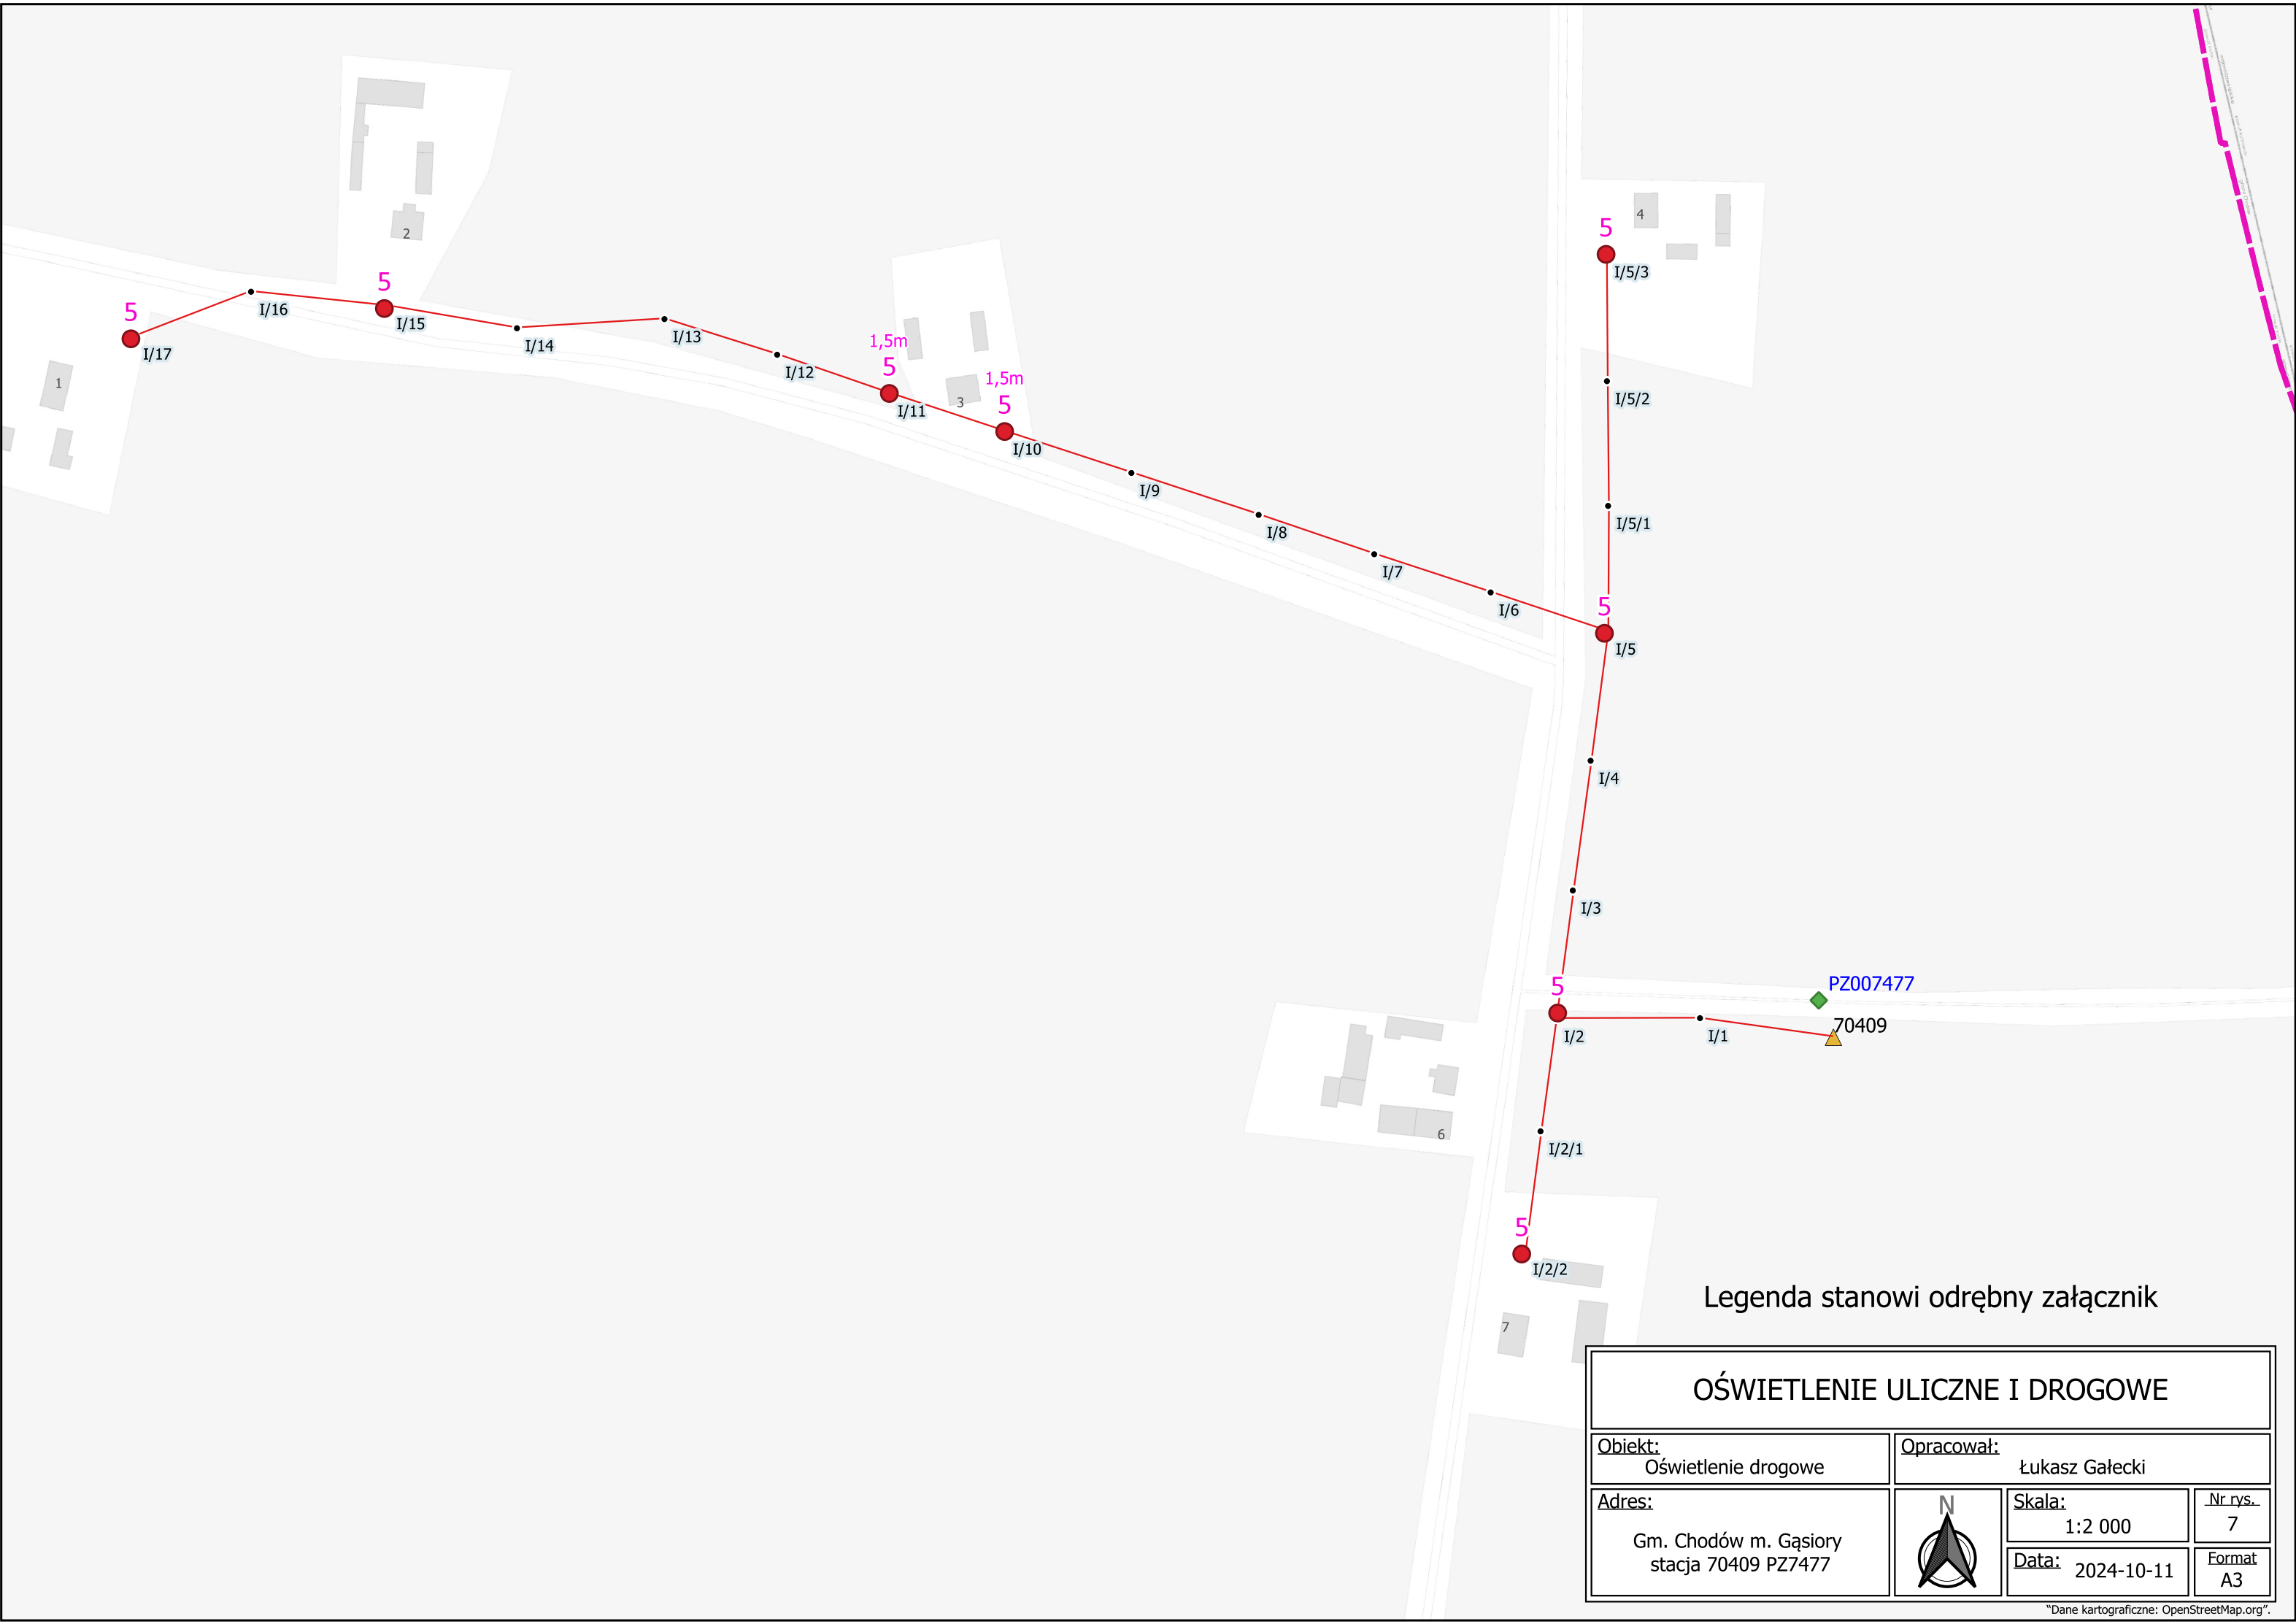 2
4
5
5
I/5/3
I/16
5
I/15
5
I/17
I/14
I/13
1,5m
5
I/12
I/11
1,5m
5
I/10
1
3
I/5/2
I/9
I/8
I/5/1
I/7
I/6
5
I/5
I/4
I/3
5
I/2
PZ007477
70409
I/1
6
I/2/1
5
I/2/2
7
Legenda stanowi odrębny załącznik
OŚWIETLENIE ULICZNE I DROGOWE
Obiekt:
Oświetlenie drogowe
Opracował:
Łukasz Gałecki
Adres:
Gm. Chodów m. Gąsiory
stacja 70409 PZ7477
N
Skala:
1:2 000
Nr rys.
7
Data: 2024-10-11
Format
A3
"Dane kartograficzne: OpenStreetMap.org".